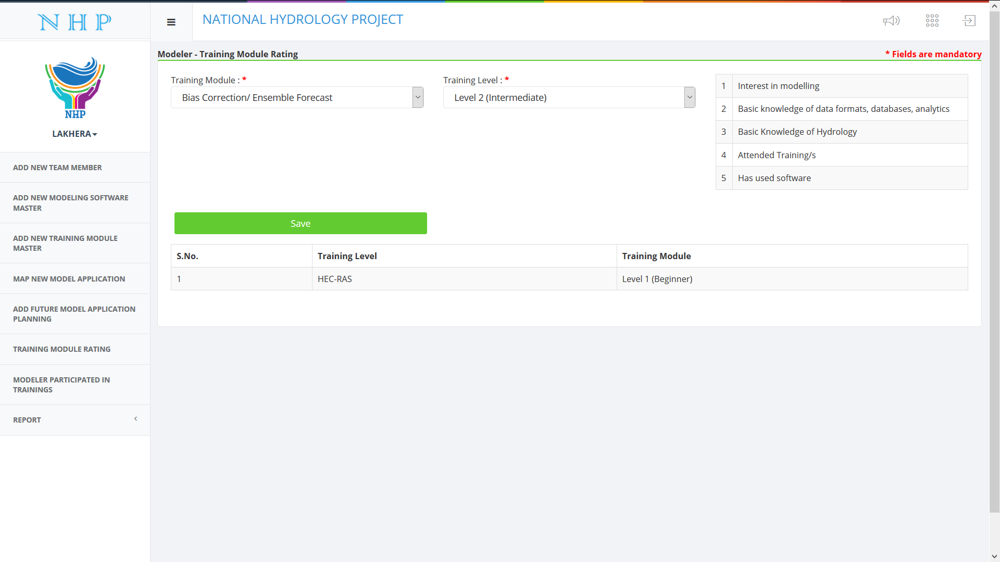 N H P
NATIONAL HYDROLOGY PROJECT
NHP
LAKHERA
ADD NEW TEAM MEMBER
ADD NEW MODELING SOFTWARE
MASTER
ADD NEW TRAINING MODULE
MASTER
MAP NEW MODEL APPLICATION
ADD FUTURE MODEL APPLICATION
PLANNING
TRAINING MODULE RATING
MODELER PARTICIPATED IN
TRAININGS
REPORT
Modeler - Training Module Rating
* Fields are mandatory
Training Module : *
Bias Correction/ Ensemble Forecast
Training Level : *
Level 2 (Intermediate)
1 Interest in modelling
2 Basic knowledge of data formats, databases, analytics
3 Basic Knowledge of Hydrology
4 Attended Training/s
5 Has used software
Save
S.No. Training Level Training Module
1 HEC-RAS Level 1 (Beginner)